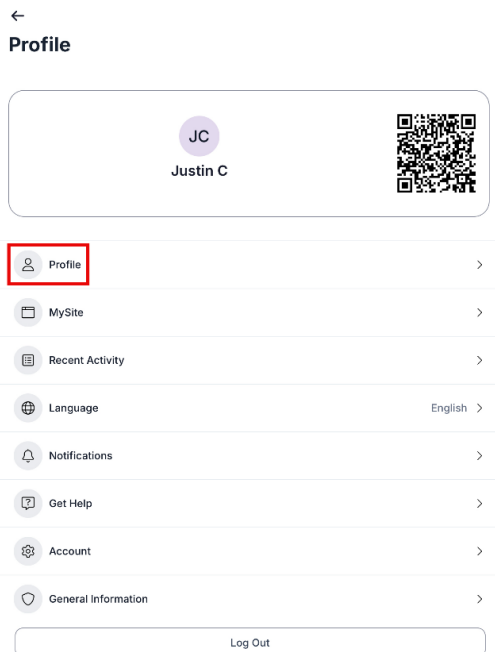 Profile
JC
Justin C
Profile
MySite
Recent Activity
Language English
Notifications
Get Help
Account
General Information
Log Out